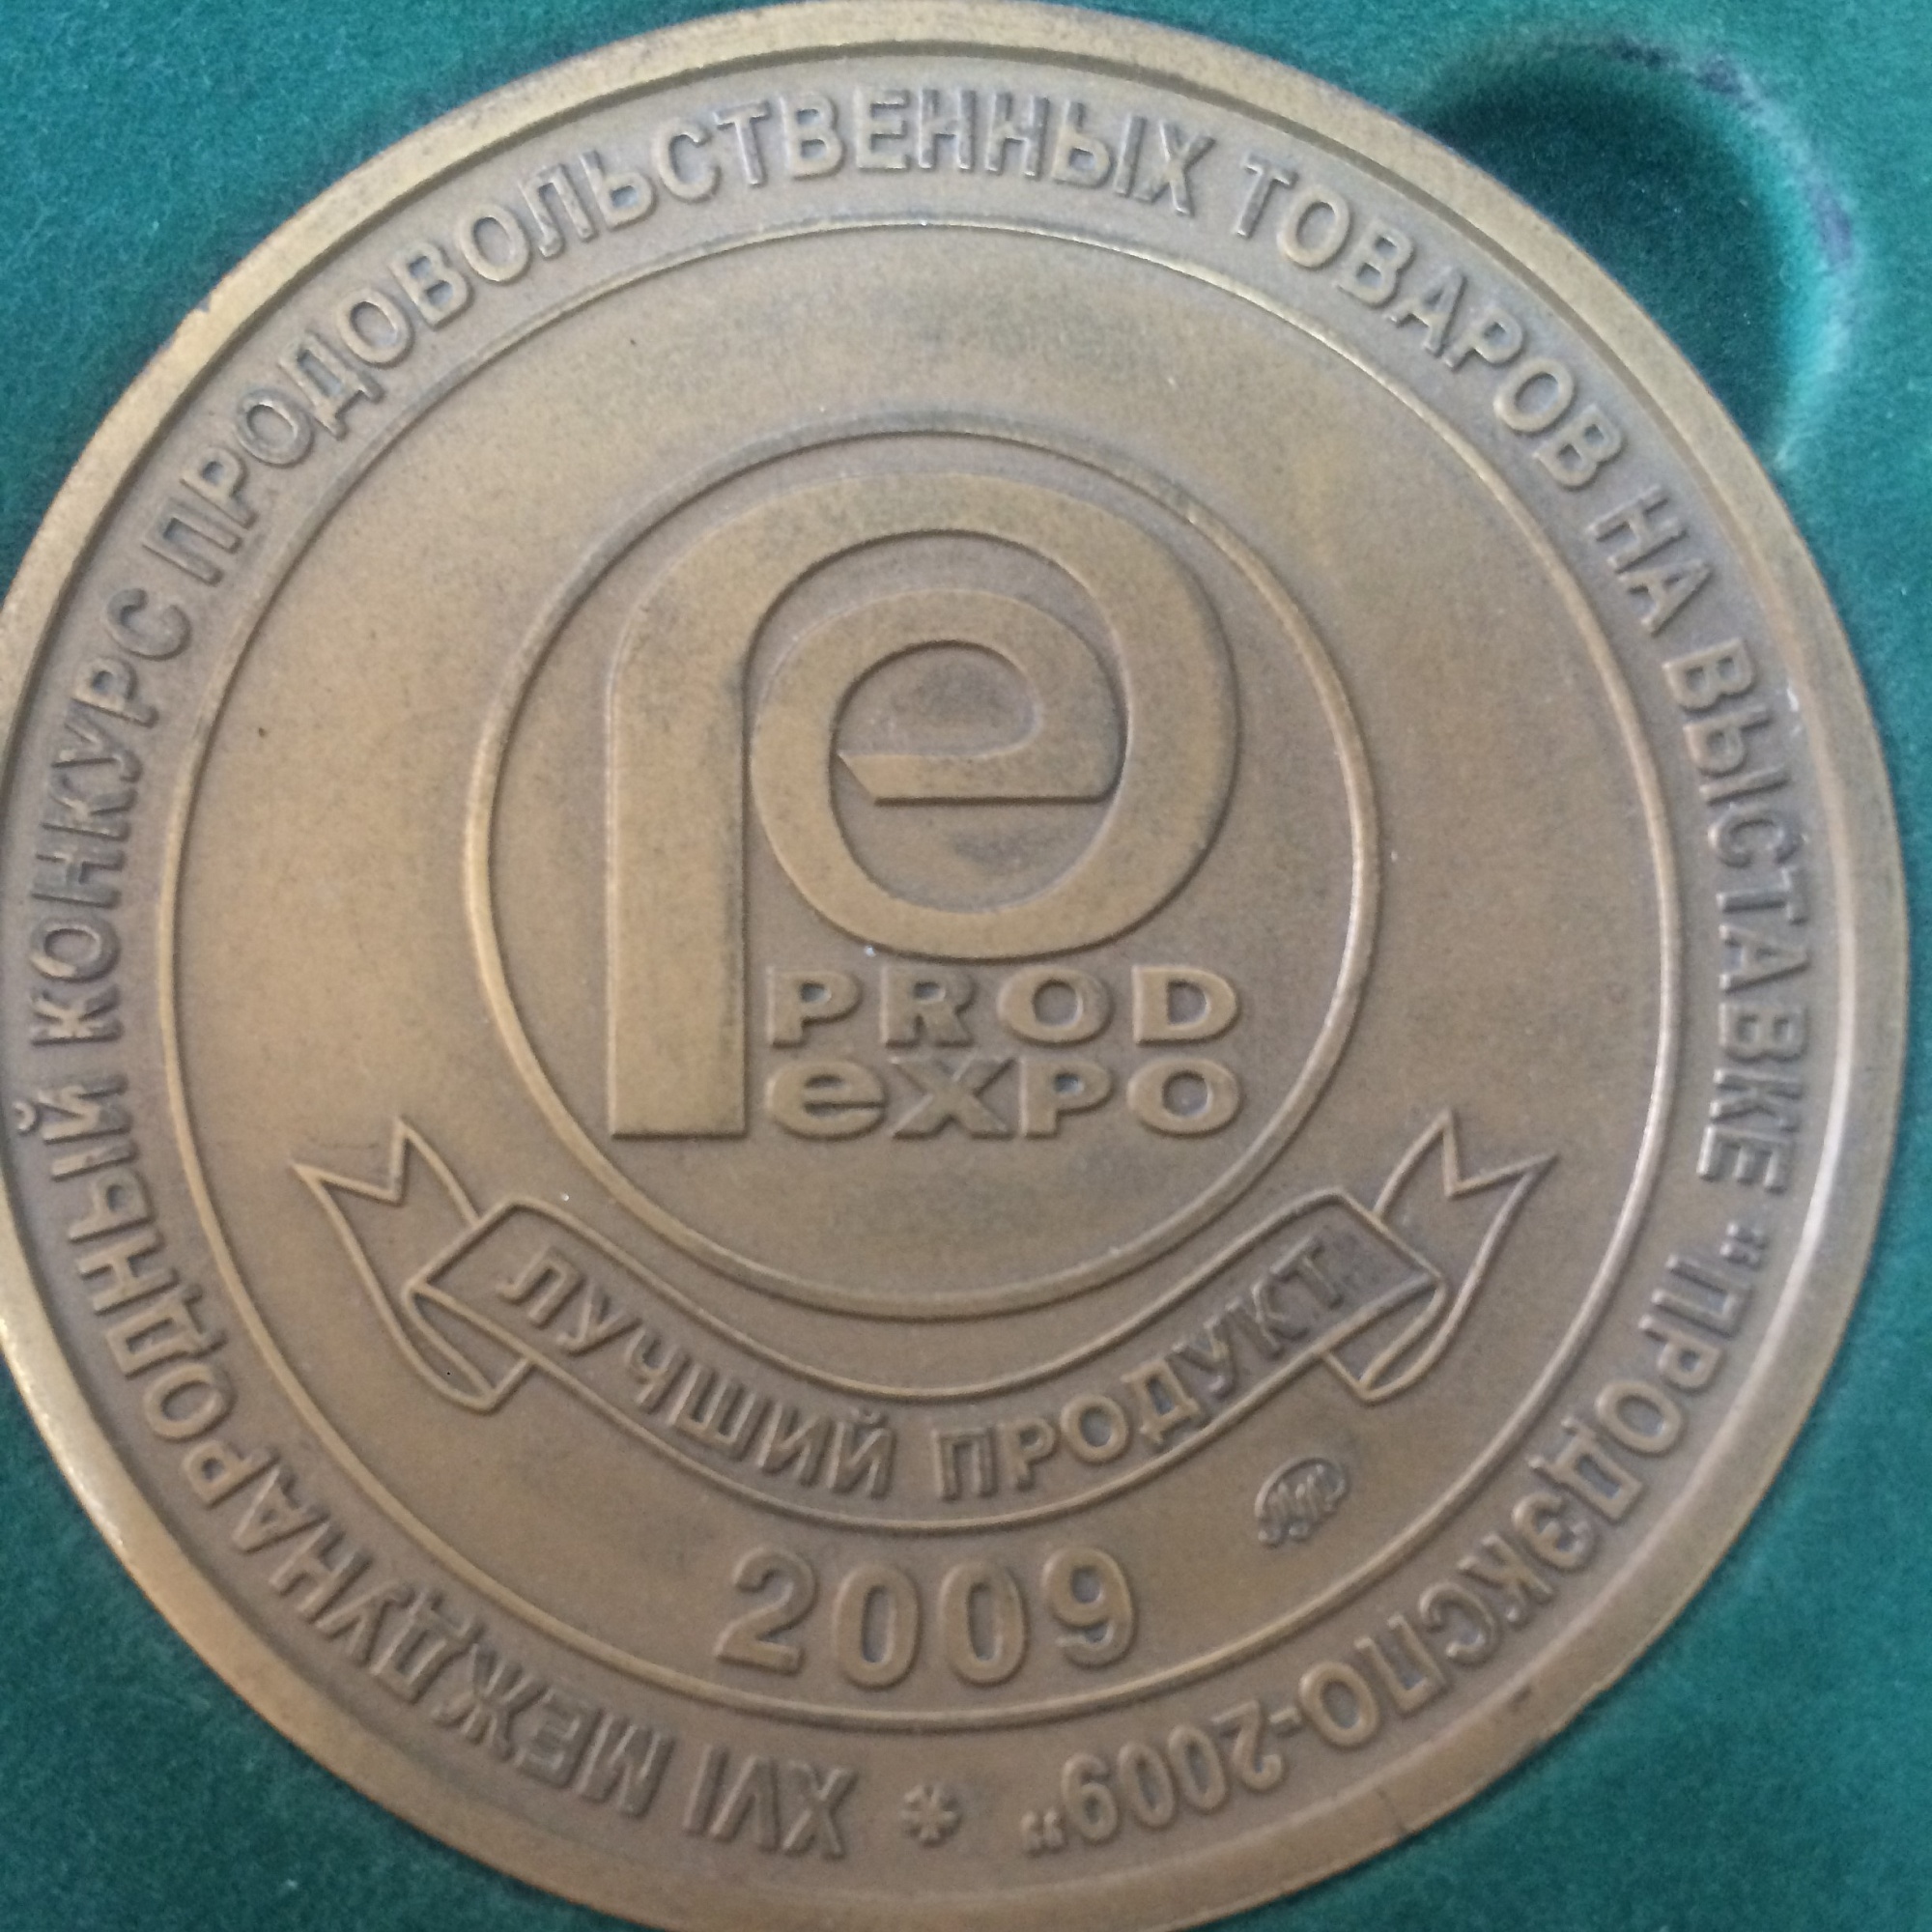 XVI МЕЖДУНАРОДНЫЙ КОНКУРС ПРОДОВОЛЬСТВЕННЫХ ТОВАРОВ НА ВЫСТАВКЕ "ПРОДЭКСПО-2009" *
PROD
eXPO
ЛУЧШИЙ ПРОДУКТ
2009